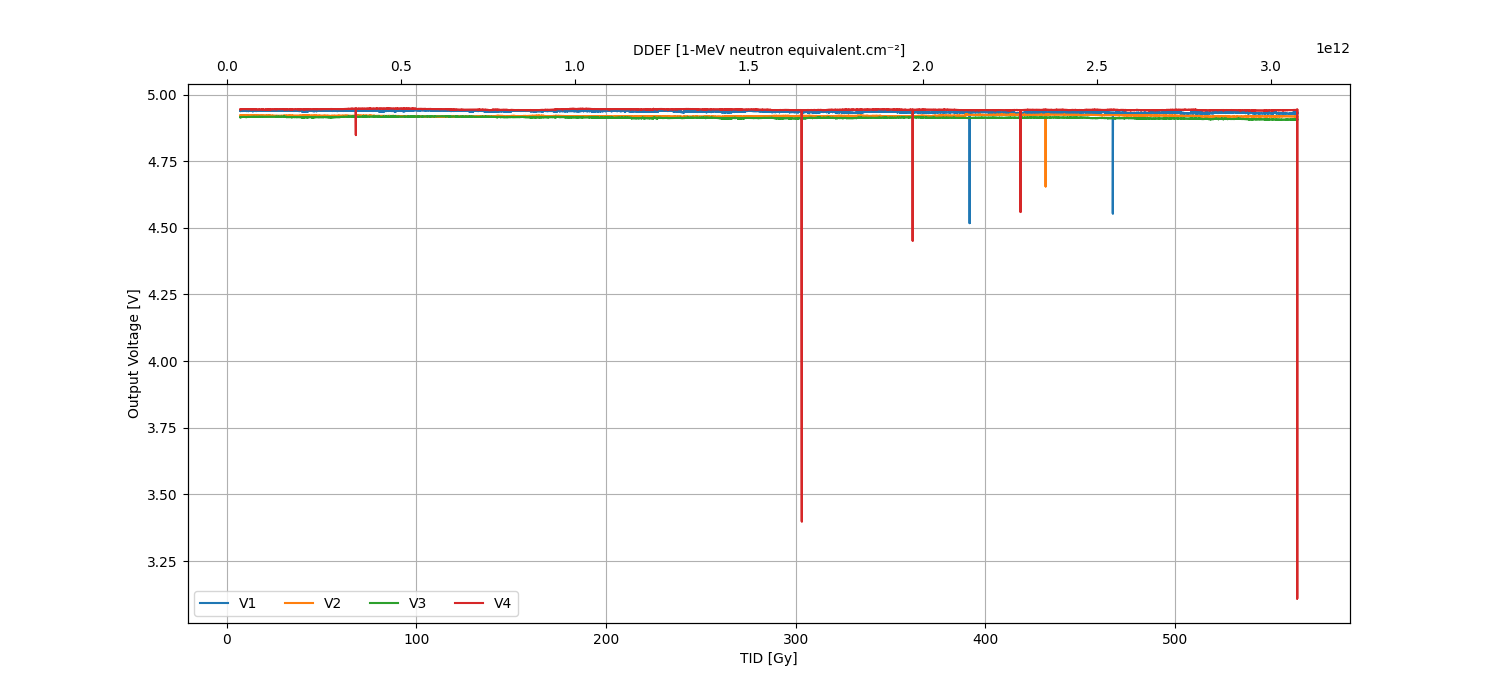 DDEF [1-MeV neutron equivalent.cm⁻²]
1e12
0.0 0.5 1.0 1.5 2.0 2.5 3.0
5.00
4.75
4.50
4.25
4.00
3.75
3.50
3.25
Output Voltage [V]
V1 V2 V3 V4
0 100 200 300 400 500
TID [Gy]